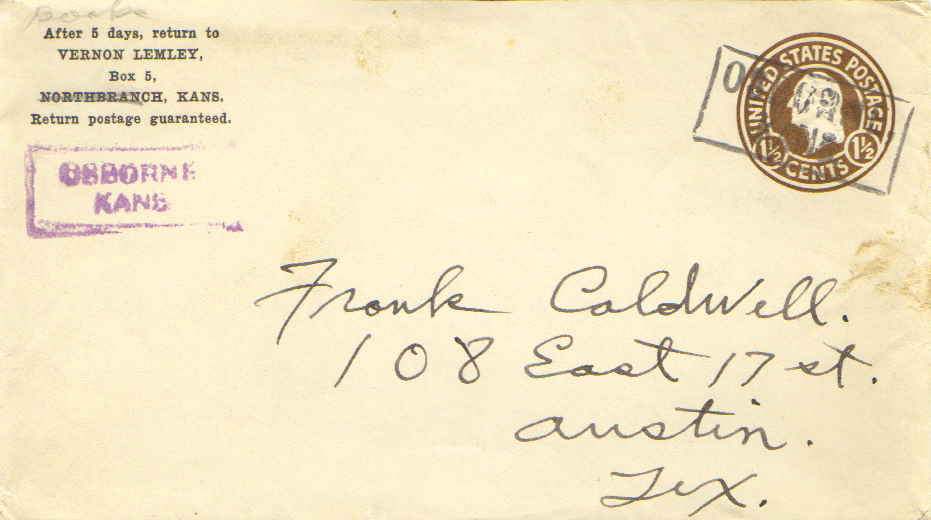 Books
After 5 days, return to
VERNON LEMLEY,
Box 5,
NORTHBRANCH, KANS.
Return postage guaranteed.
OSBORNE
KANS
UNITED STATES POSTAGE
1½ CENTS 1½
Frank Caldwell.
108 East 17 st.
Austin.
Tex.